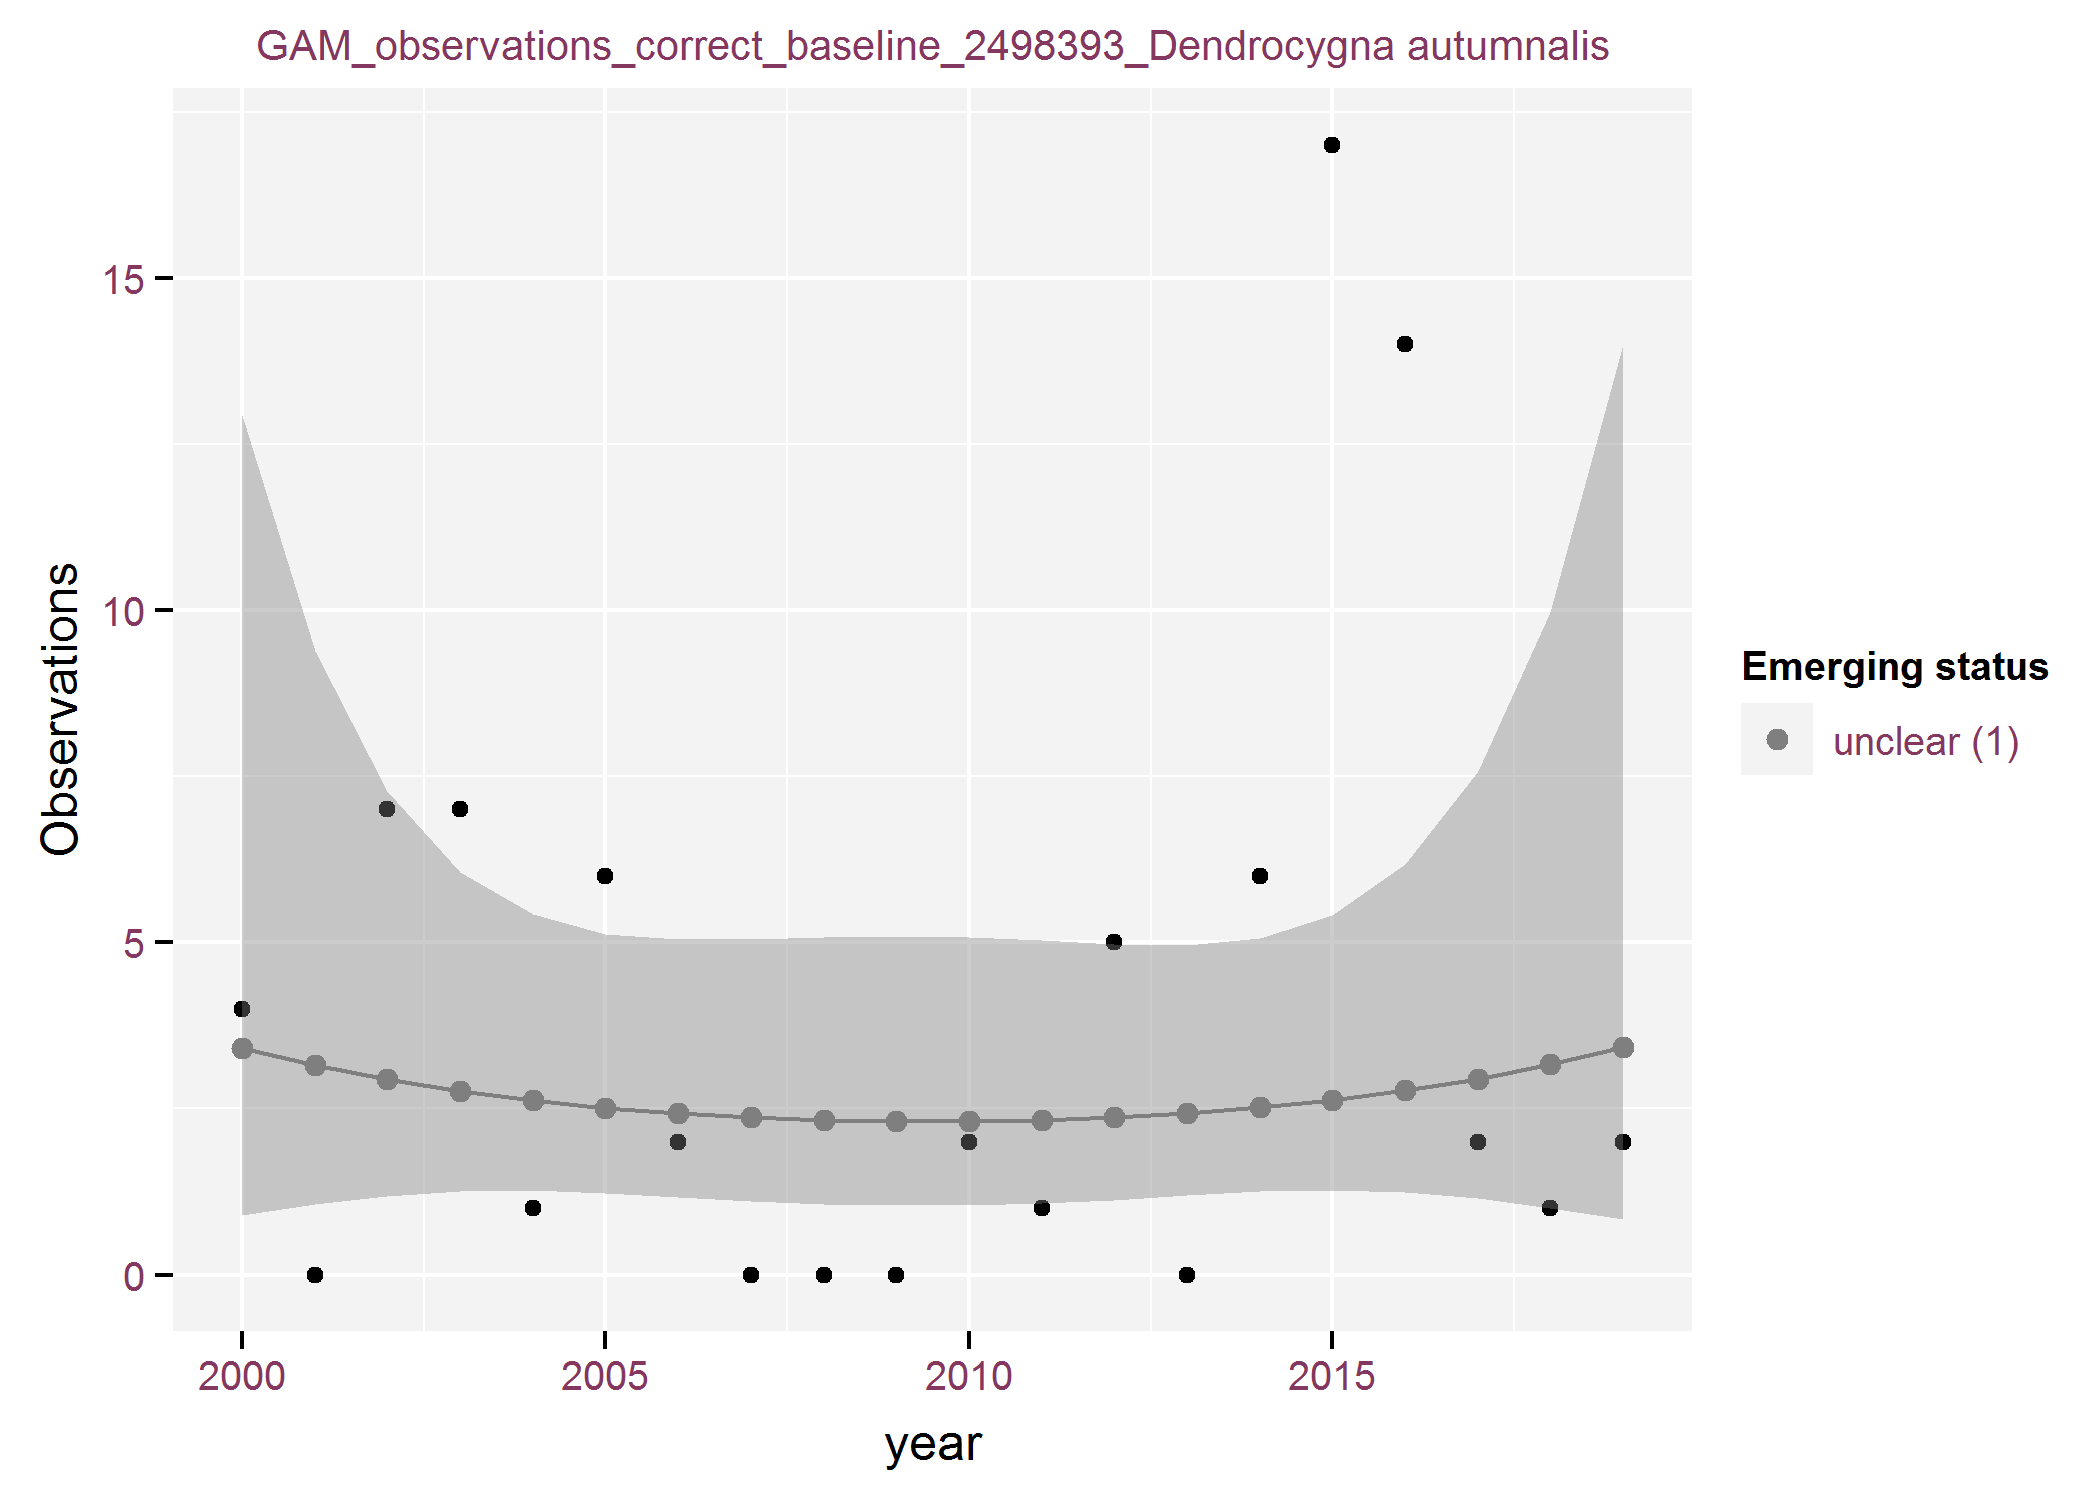 GAM_observations_correct_baseline_2498393_Dendrocygna autumnalis
Observations
15
10
5
0
2000 2005 2010 2015
year
Emerging status
unclear (1)